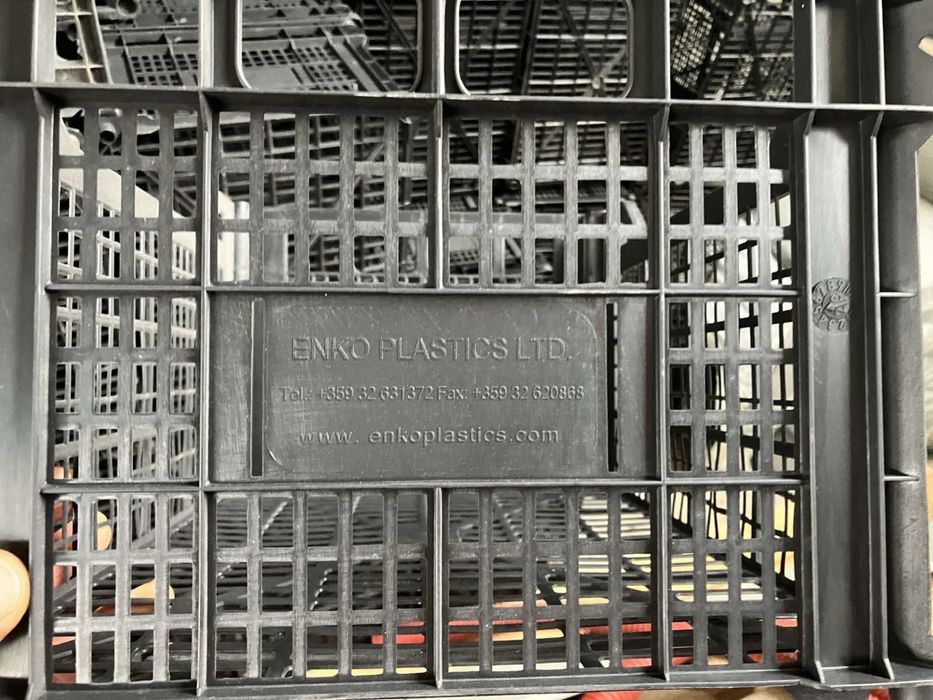 ENKO PLASTICS LTD.
Tel.: +359 32 631372 Fax: +359 32 620868
www. enkoplastics.com